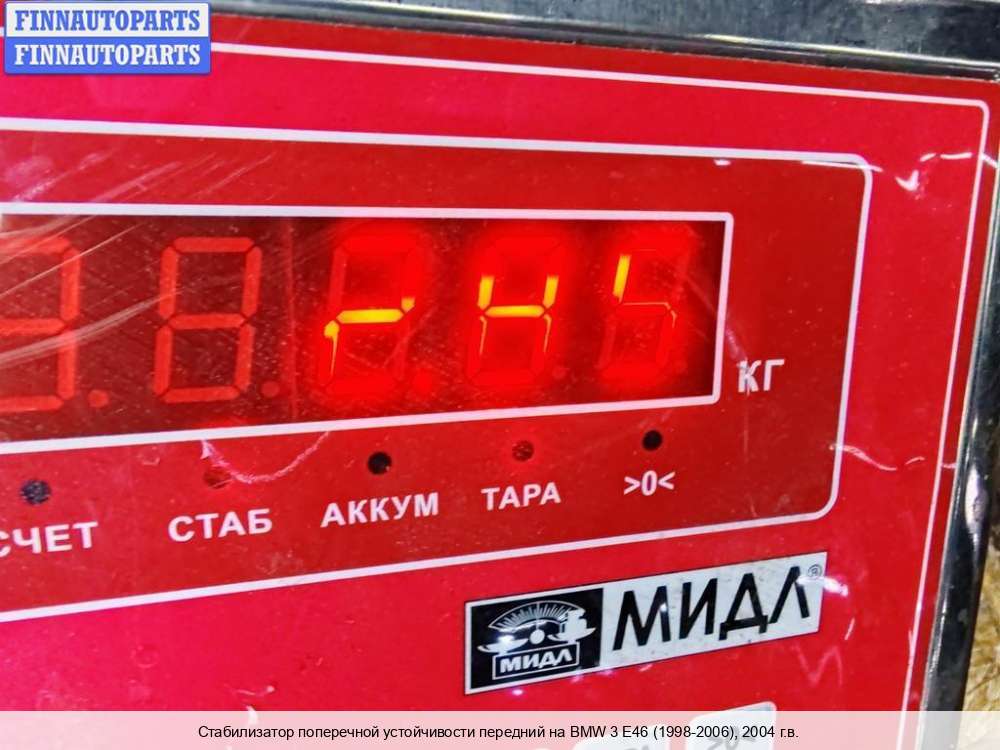 FINNAUTOPARTS
FINNAUTOPARTS
КГ
СЧЕТ СТАБ АККУМ ТАРА >0<
МИДЛ®
МИДЛ
Стабилизатор поперечной устойчивости передний на BMW 3 E46 (1998-2006), 2004 г.в.